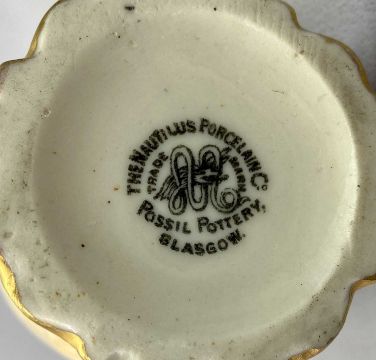 THE NAUTILUS PORCELAIN Co
TRADE MARK
POSSIL POTTERY,
GLASGOW.